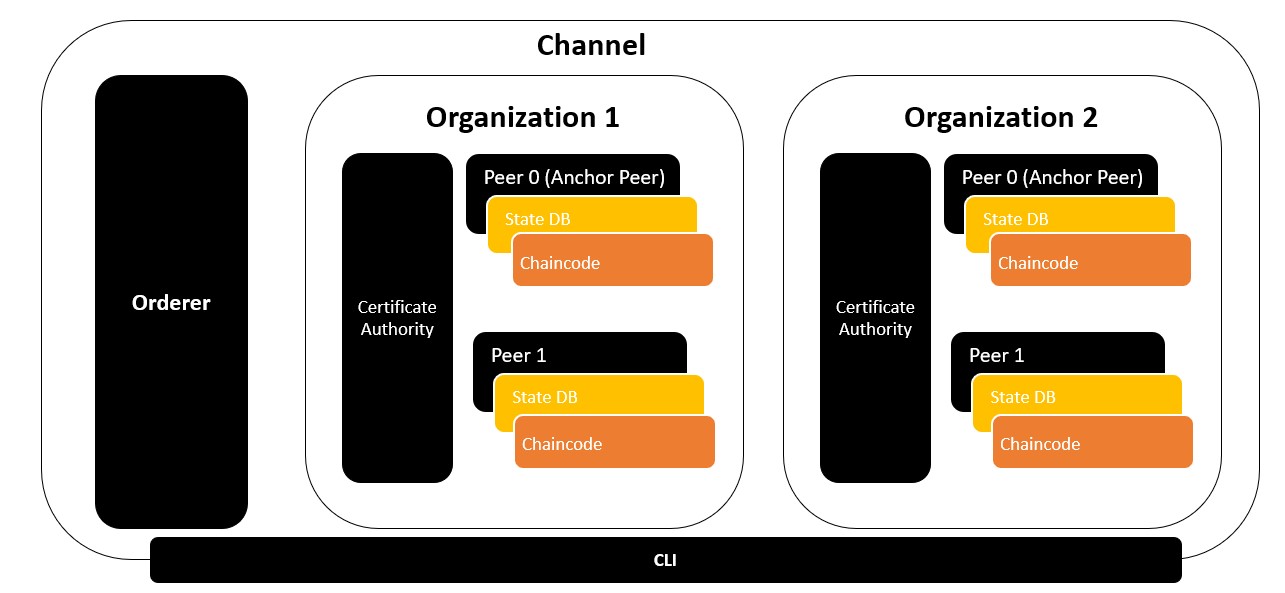 Channel
Orderer
Organization 1
Certificate
Authority
Peer 0 (Anchor Peer)
State DB
Chaincode
Peer 1
State DB
Chaincode
Organization 2
Certificate
Authority
Peer 0 (Anchor Peer)
State DB
Chaincode
Peer 1
State DB
Chaincode
CLI